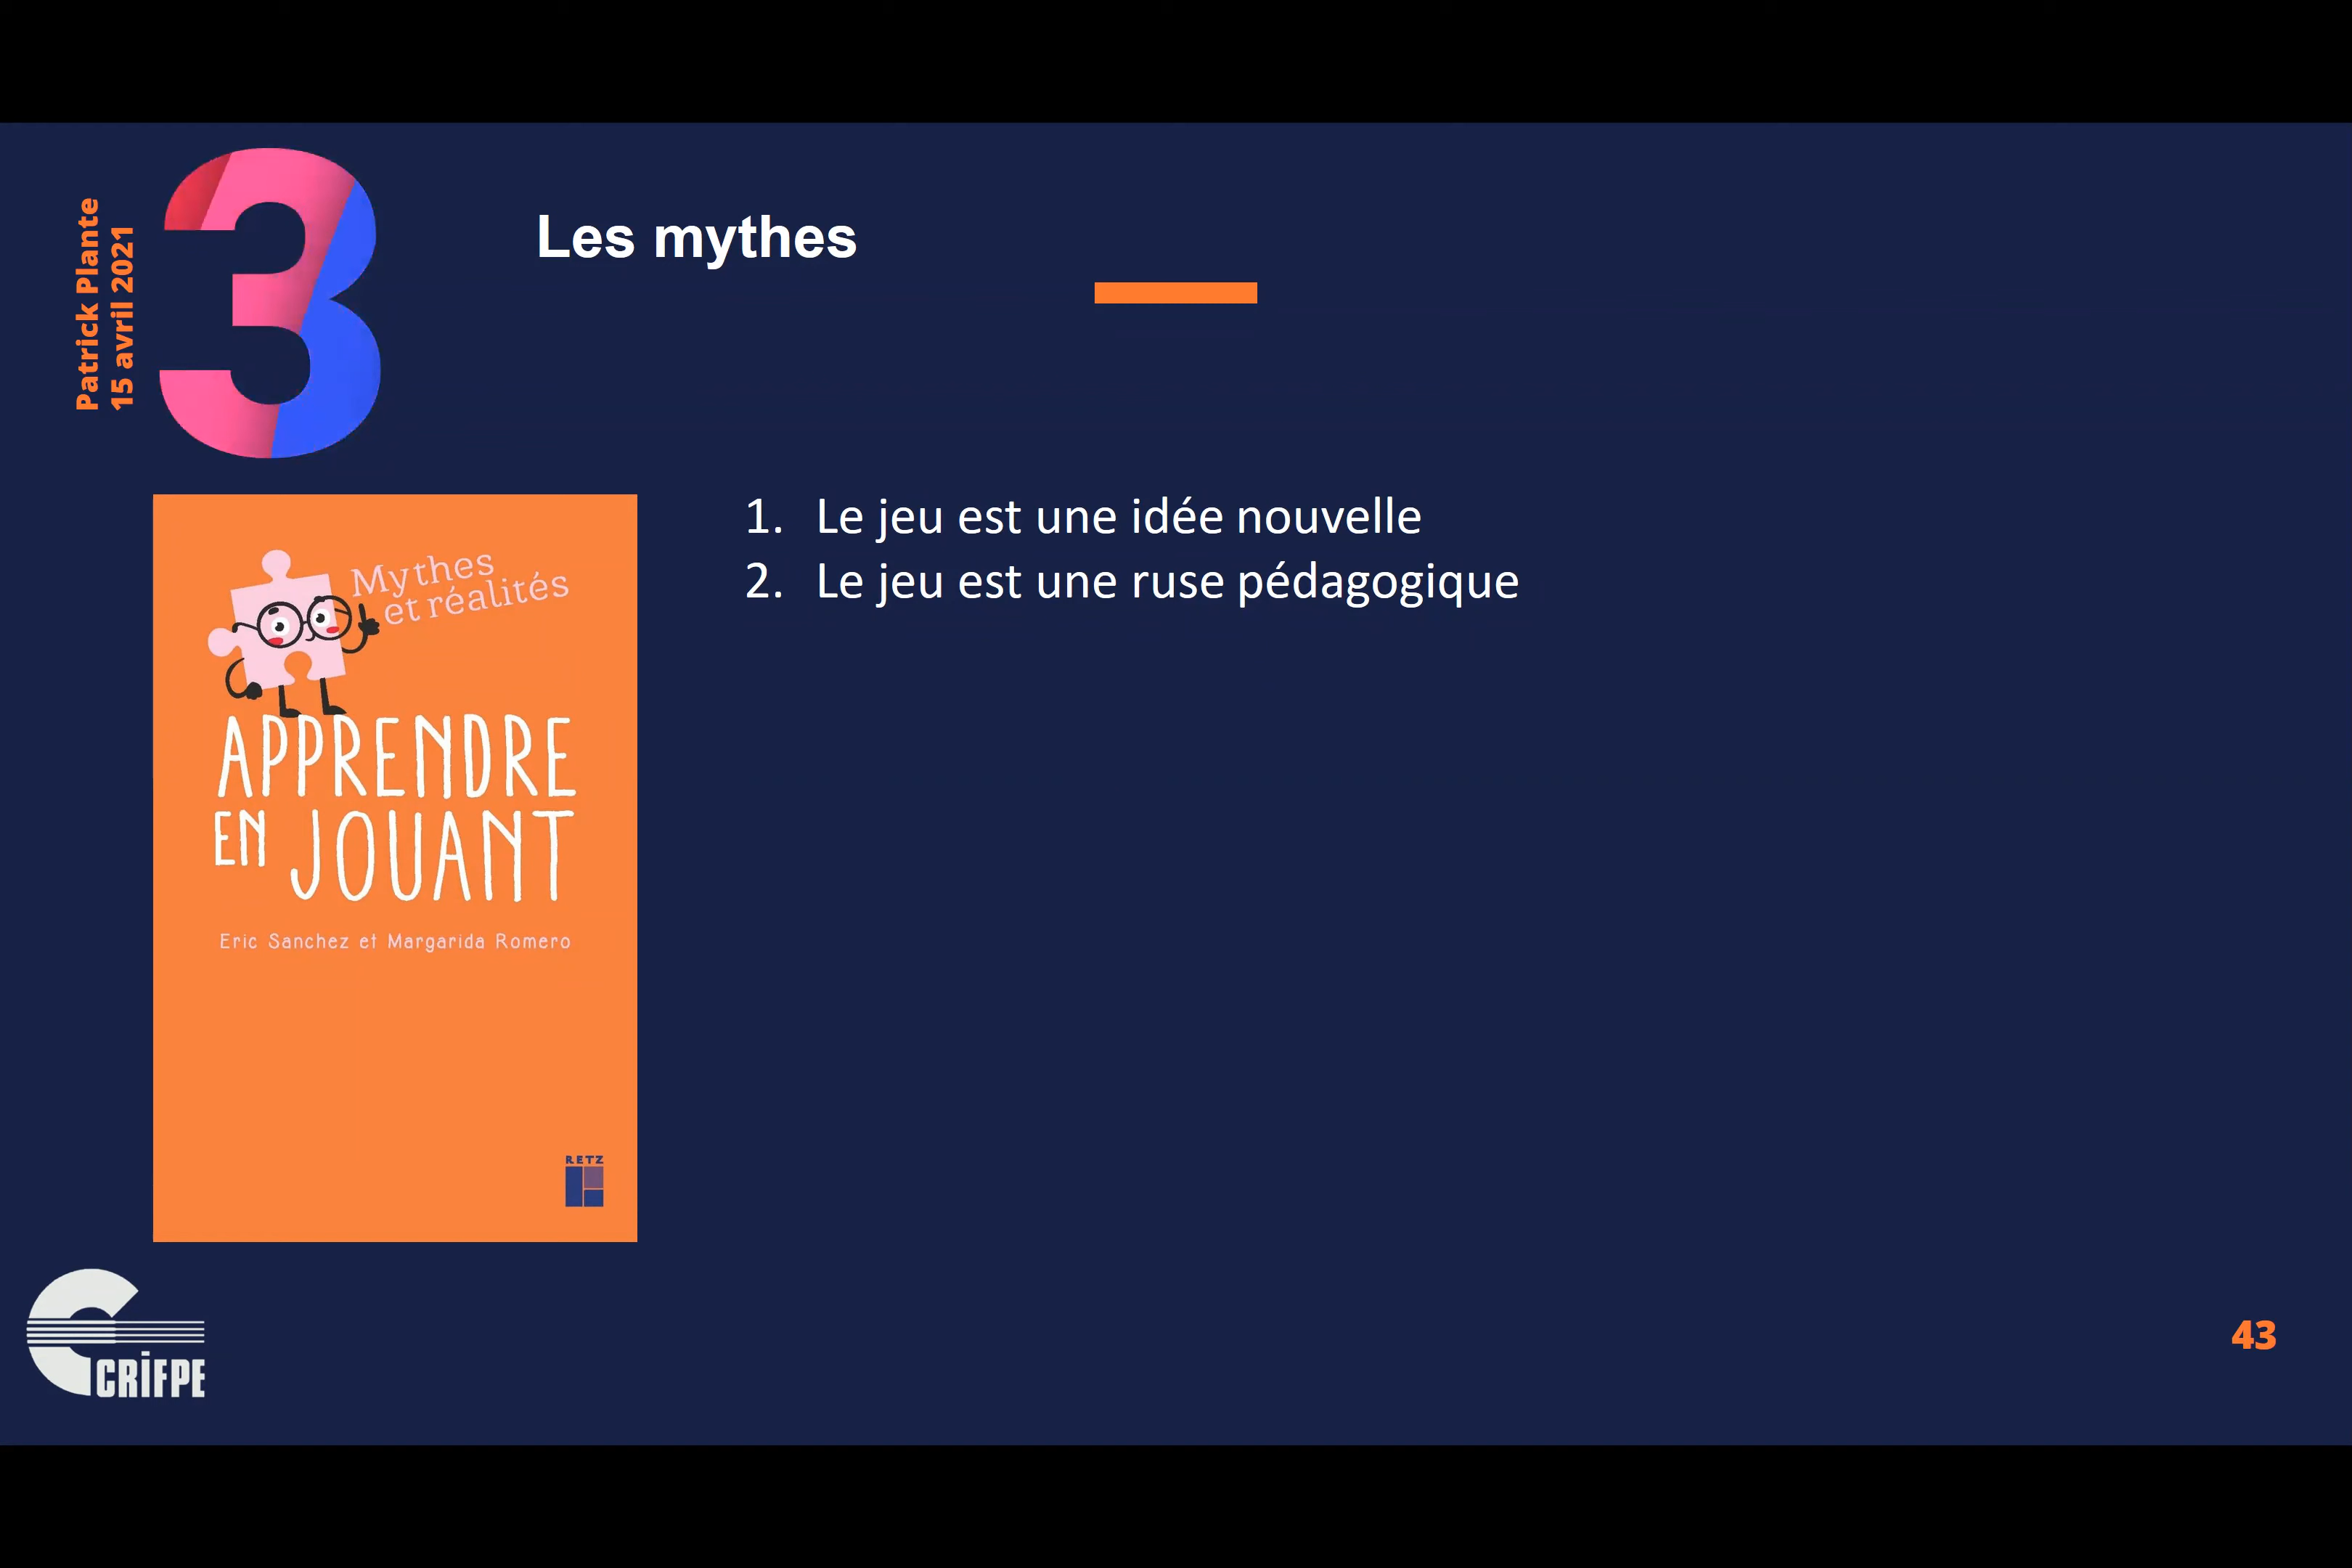 Patrick Plante
15 avril 2021
3
Les mythes
1. Le jeu est une idée nouvelle
2. Le jeu est une ruse pédagogique
Mythes
et réalités
APPRENDRE
EN JOUANT
Eric Sanchez et Margarida Romero
RETZ
CRIFPE
43